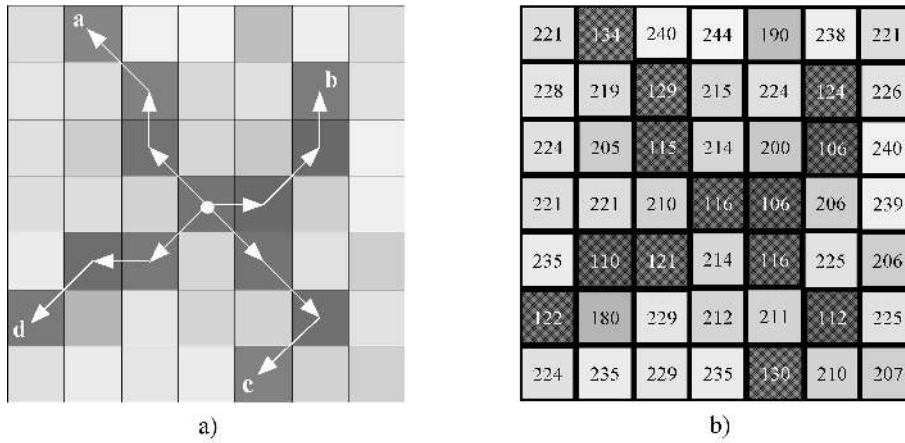 a
b
d
c
a)
221 134 240 244 190 238 221
228 219 129 215 224 124 226
224 205 115 214 200 106 240
221 221 210 116 106 206 239
235 110 121 214 116 225 206
122 180 229 212 211 112 225
224 235 229 235 130 210 207
b)